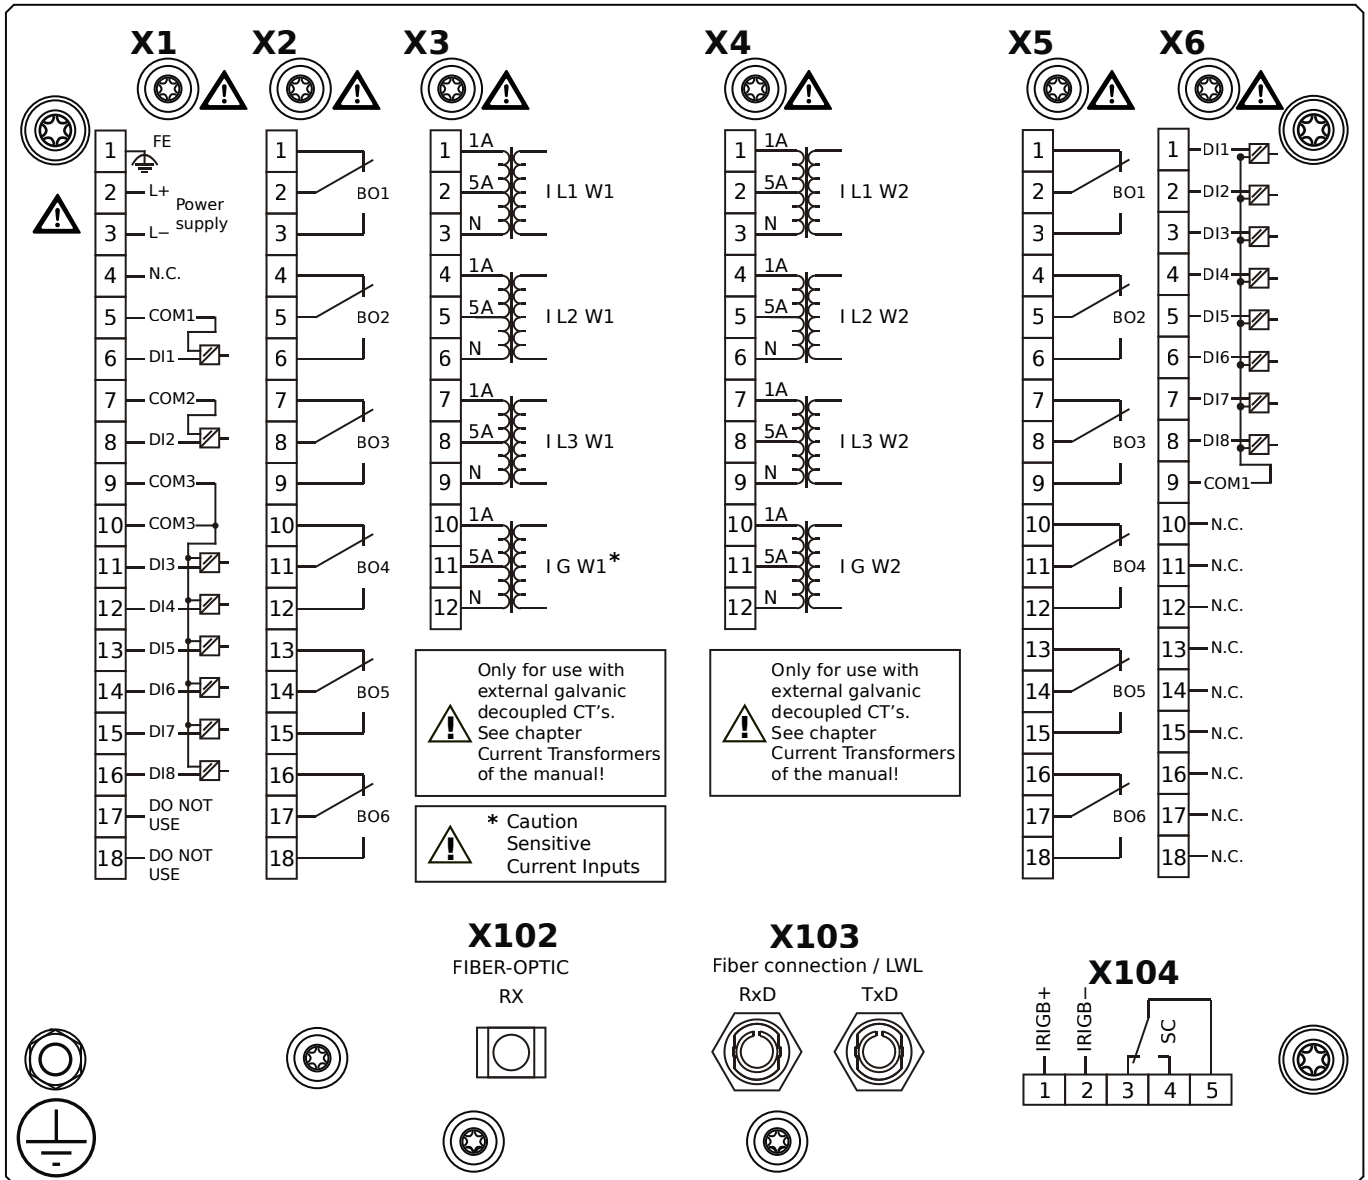 X1
X2
X3
X4
X5
X6
1 FE
2 L+
Power
supply
3 L−
4 N.C.
5 COM1
6 DI1
7 COM2
8 DI2
9 COM3
10 COM3
11 DI3
12 DI4
13 DI5
14 DI6
15 DI7
16 DI8
17 DO NOT
USE
18 DO NOT
USE
1
2 BO1
3
4
5 BO2
6
7
8 BO3
9
10
11 BO4
12
13
14 BO5
15
16
17 BO6
18
1 1A
2 5A I L1 W1
3 N
4 1A
5 5A I L2 W1
6 N
7 1A
8 5A I L3 W1
9 N
10 1A
11 5A I G W1*
12 N
Only for use with
external galvanic
decoupled CT's.
See chapter
Current Transformers
of the manual!
* Caution
Sensitive
Current Inputs
1 1A
2 5A I L1 W2
3 N
4 1A
5 5A I L2 W2
6 N
7 1A
8 5A I L3 W2
9 N
10 1A
11 5A I G W2
12 N
Only for use with
external galvanic
decoupled CT's.
See chapter
Current Transformers
of the manual!
1
2 BO1
3
4
5 BO2
6
7
8 BO3
9
10
11 BO4
12
13
14 BO5
15
16
17 BO6
18
1 DI1
2 DI2
3 DI3
4 DI4
5 DI5
6 DI6
7 DI7
8 DI8
9 COM1
10 N.C.
11 N.C.
12 N.C.
13 N.C.
14 N.C.
15 N.C.
16 N.C.
17 N.C.
18 N.C.
X102
FIBER-OPTIC
RX
X103
Fiber connection / LWL
RxD TxD
X104
IRIGB+
IRIGB−
SC
1 2 3 4 5